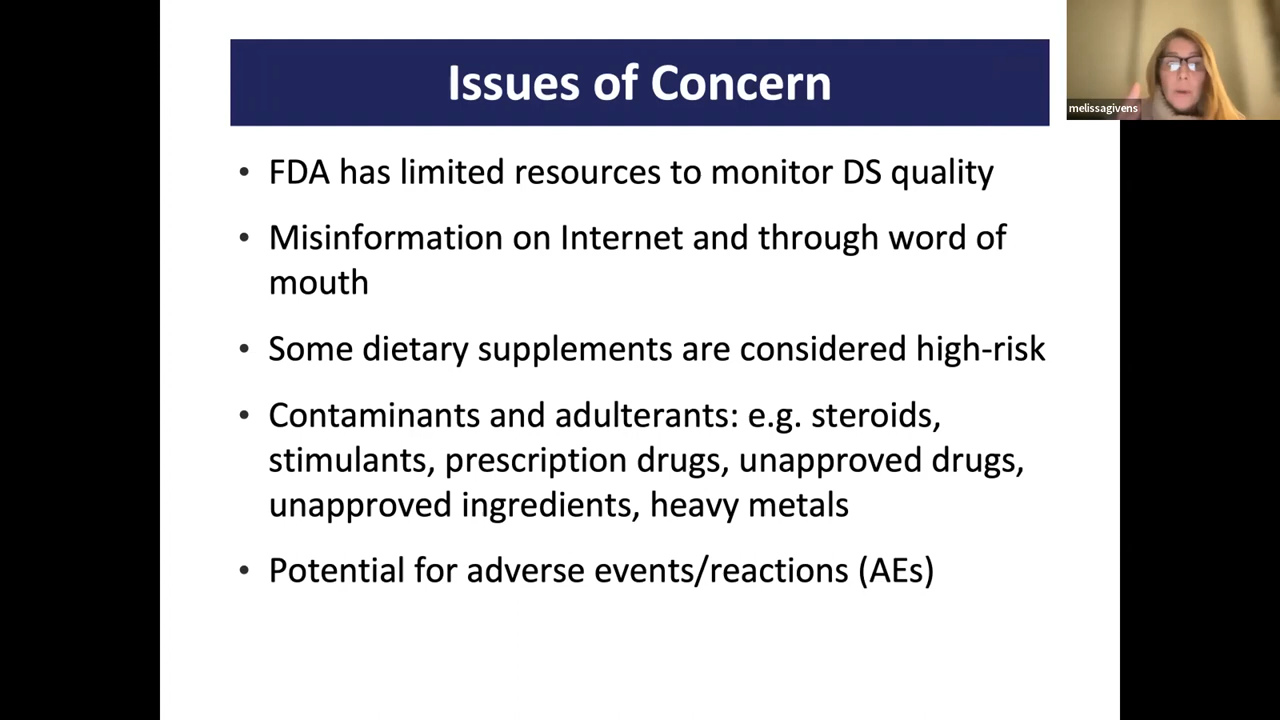 Issues of Concern
melissagivens
• FDA has limited resources to monitor DS quality
• Misinformation on Internet and through word of
mouth
• Some dietary supplements are considered high-risk
• Contaminants and adulterants: e.g. steroids,
stimulants, prescription drugs, unapproved drugs,
unapproved ingredients, heavy metals
• Potential for adverse events/reactions (AEs)